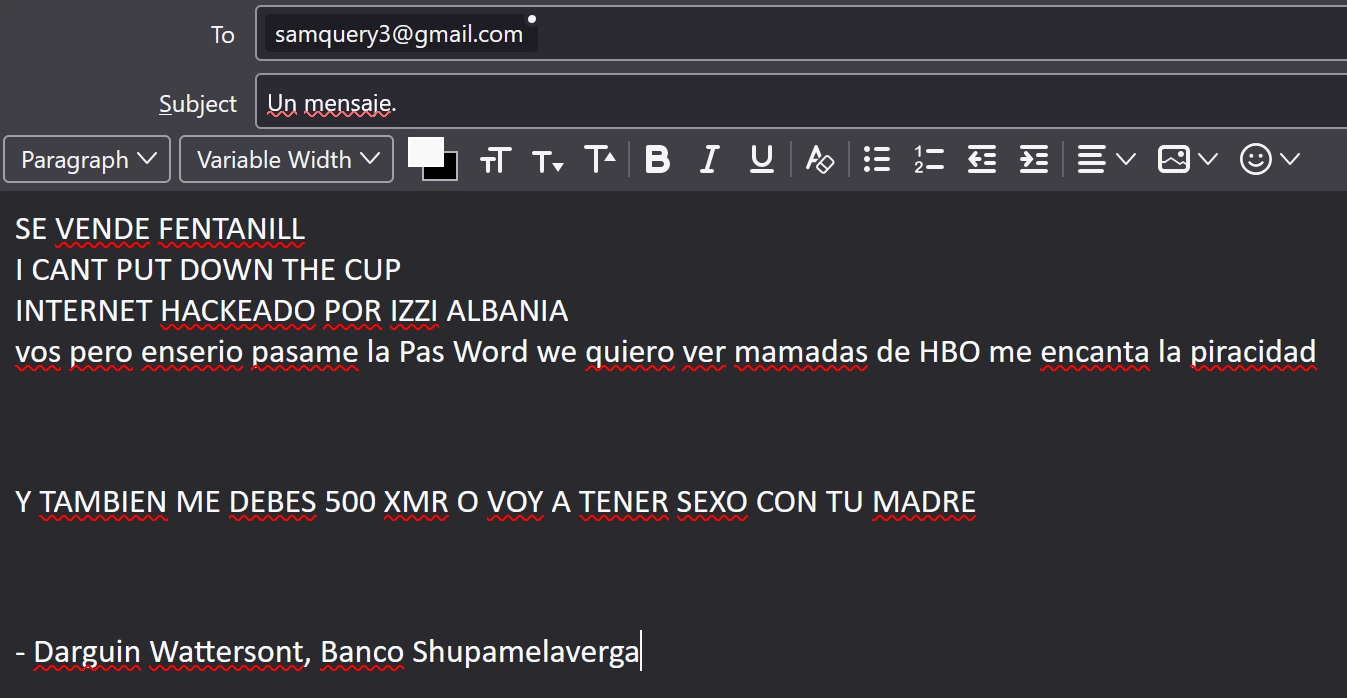 To samquery3@gmail.com
Subject Un mensaje.
Paragraph Variable Width
SE VENDE FENTANILL
I CANT PUT DOWN THE CUP
INTERNET HACKEADO POR IZZI ALBANIA
vos pero enserio pasame la Pas Word we quiero ver mamadas de HBO me encanta la piracidad
Y TAMBIEN ME DEBES 500 XMR O VOY A TENER SEXO CON TU MADRE
- Darguin Wattersont, Banco Shupamelaverga